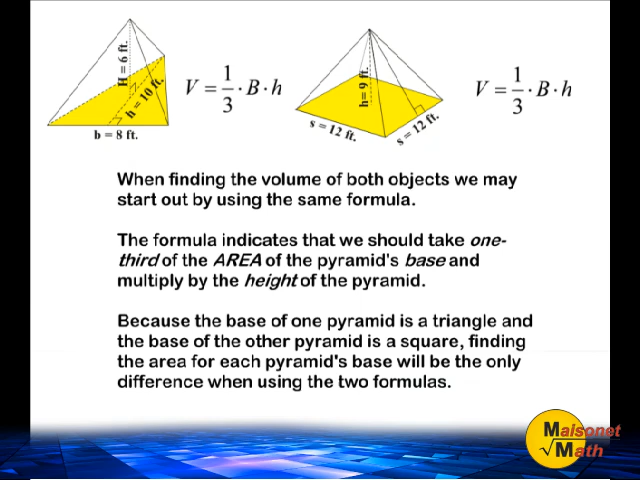 H = 6 ft.
h = 10 ft.
b = 8 ft.
V = 1/3 · B · h
h = 9 ft.
s = 12 ft.
s = 12 ft.
V = 1/3 · B · h
When finding the volume of both objects we may
start out by using the same formula.
The formula indicates that we should take one-
third of the AREA of the pyramid's base and
multiply by the height of the pyramid.
Because the base of one pyramid is a triangle and
the base of the other pyramid is a square, finding
the area for each pyramid's base will be the only
difference when using the two formulas.
Maisonet
√Math